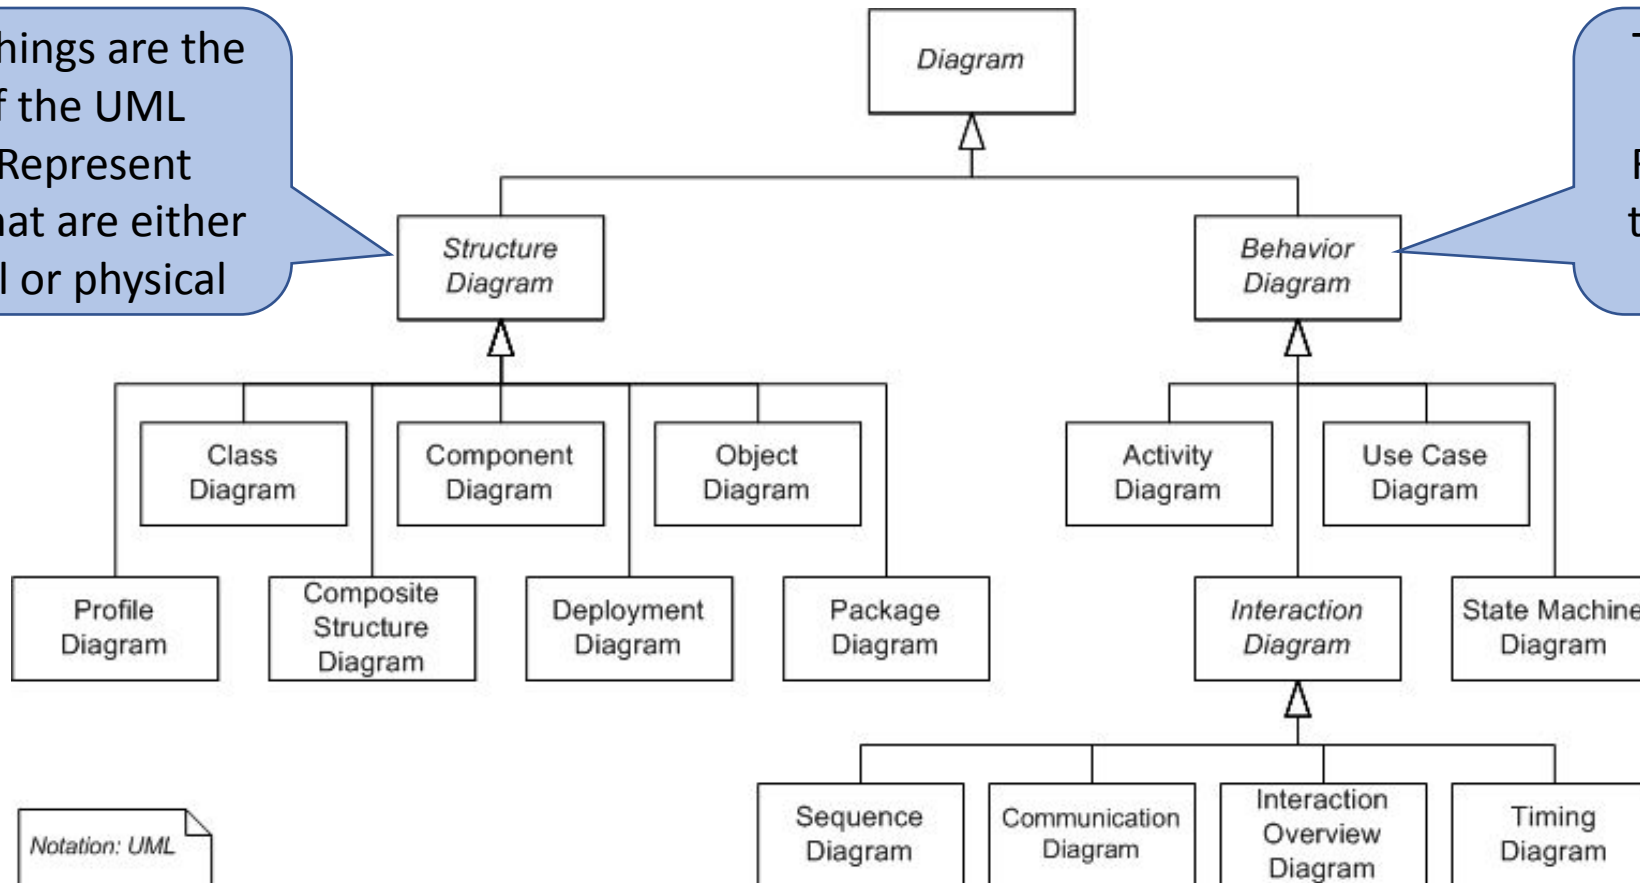 hings are the
f the UML
Represent
hat are either
l or physical
Diagram
T
F
t
Structure
Diagram
Behavior
Diagram
Class
Diagram
Component
Diagram
Object
Diagram
Activity
Diagram
Use Case
Diagram
Profile
Diagram
Composite
Structure
Diagram
Deployment
Diagram
Package
Diagram
Interaction
Diagram
State Machine
Diagram
Sequence
Diagram
Communication
Diagram
Interaction
Overview
Diagram
Timing
Diagram
Notation: UML